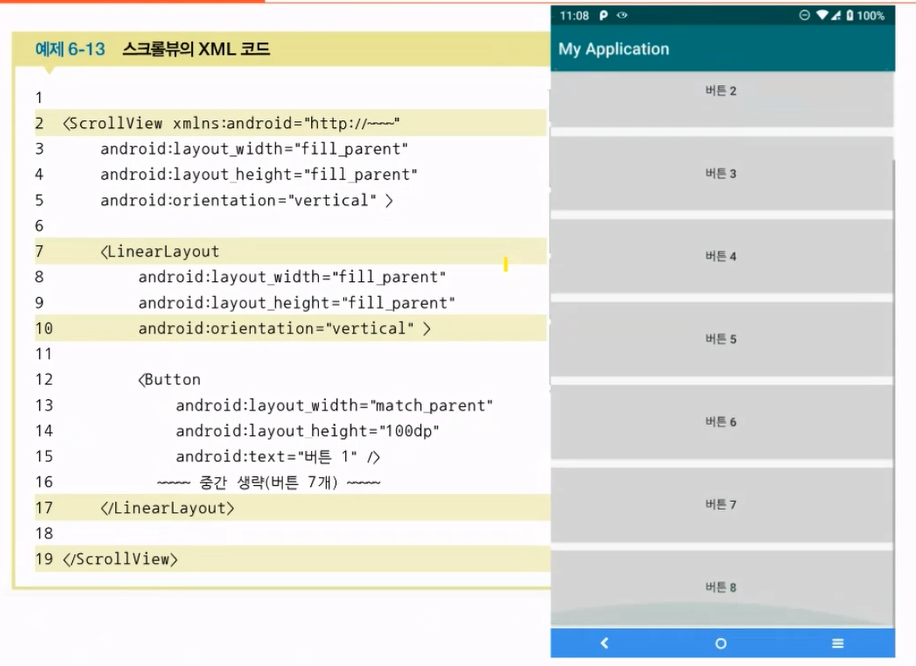 예제 6-13 스크롤뷰의 XML 코드
1
2 <ScrollView xmlns:android="http://~~~~"
3 android:layout_width="fill_parent"
4 android:layout_height="fill_parent"
5 android:orientation="vertical" >
6
7 <LinearLayout
8 android:layout_width="fill_parent"
9 android:layout_height="fill_parent"
10 android:orientation="vertical" >
11
12 <Button
13 android:layout_width="match_parent"
14 android:layout_height="100dp"
15 android:text="버튼 1" />
16 ~~~~~ 중간 생략(버튼 7개) ~~~~~
17 </LinearLayout>
18
19 </ScrollView>
11:08 100%
My Application
버튼 2
버튼 3
버튼 4
버튼 5
버튼 6
버튼 7
버튼 8